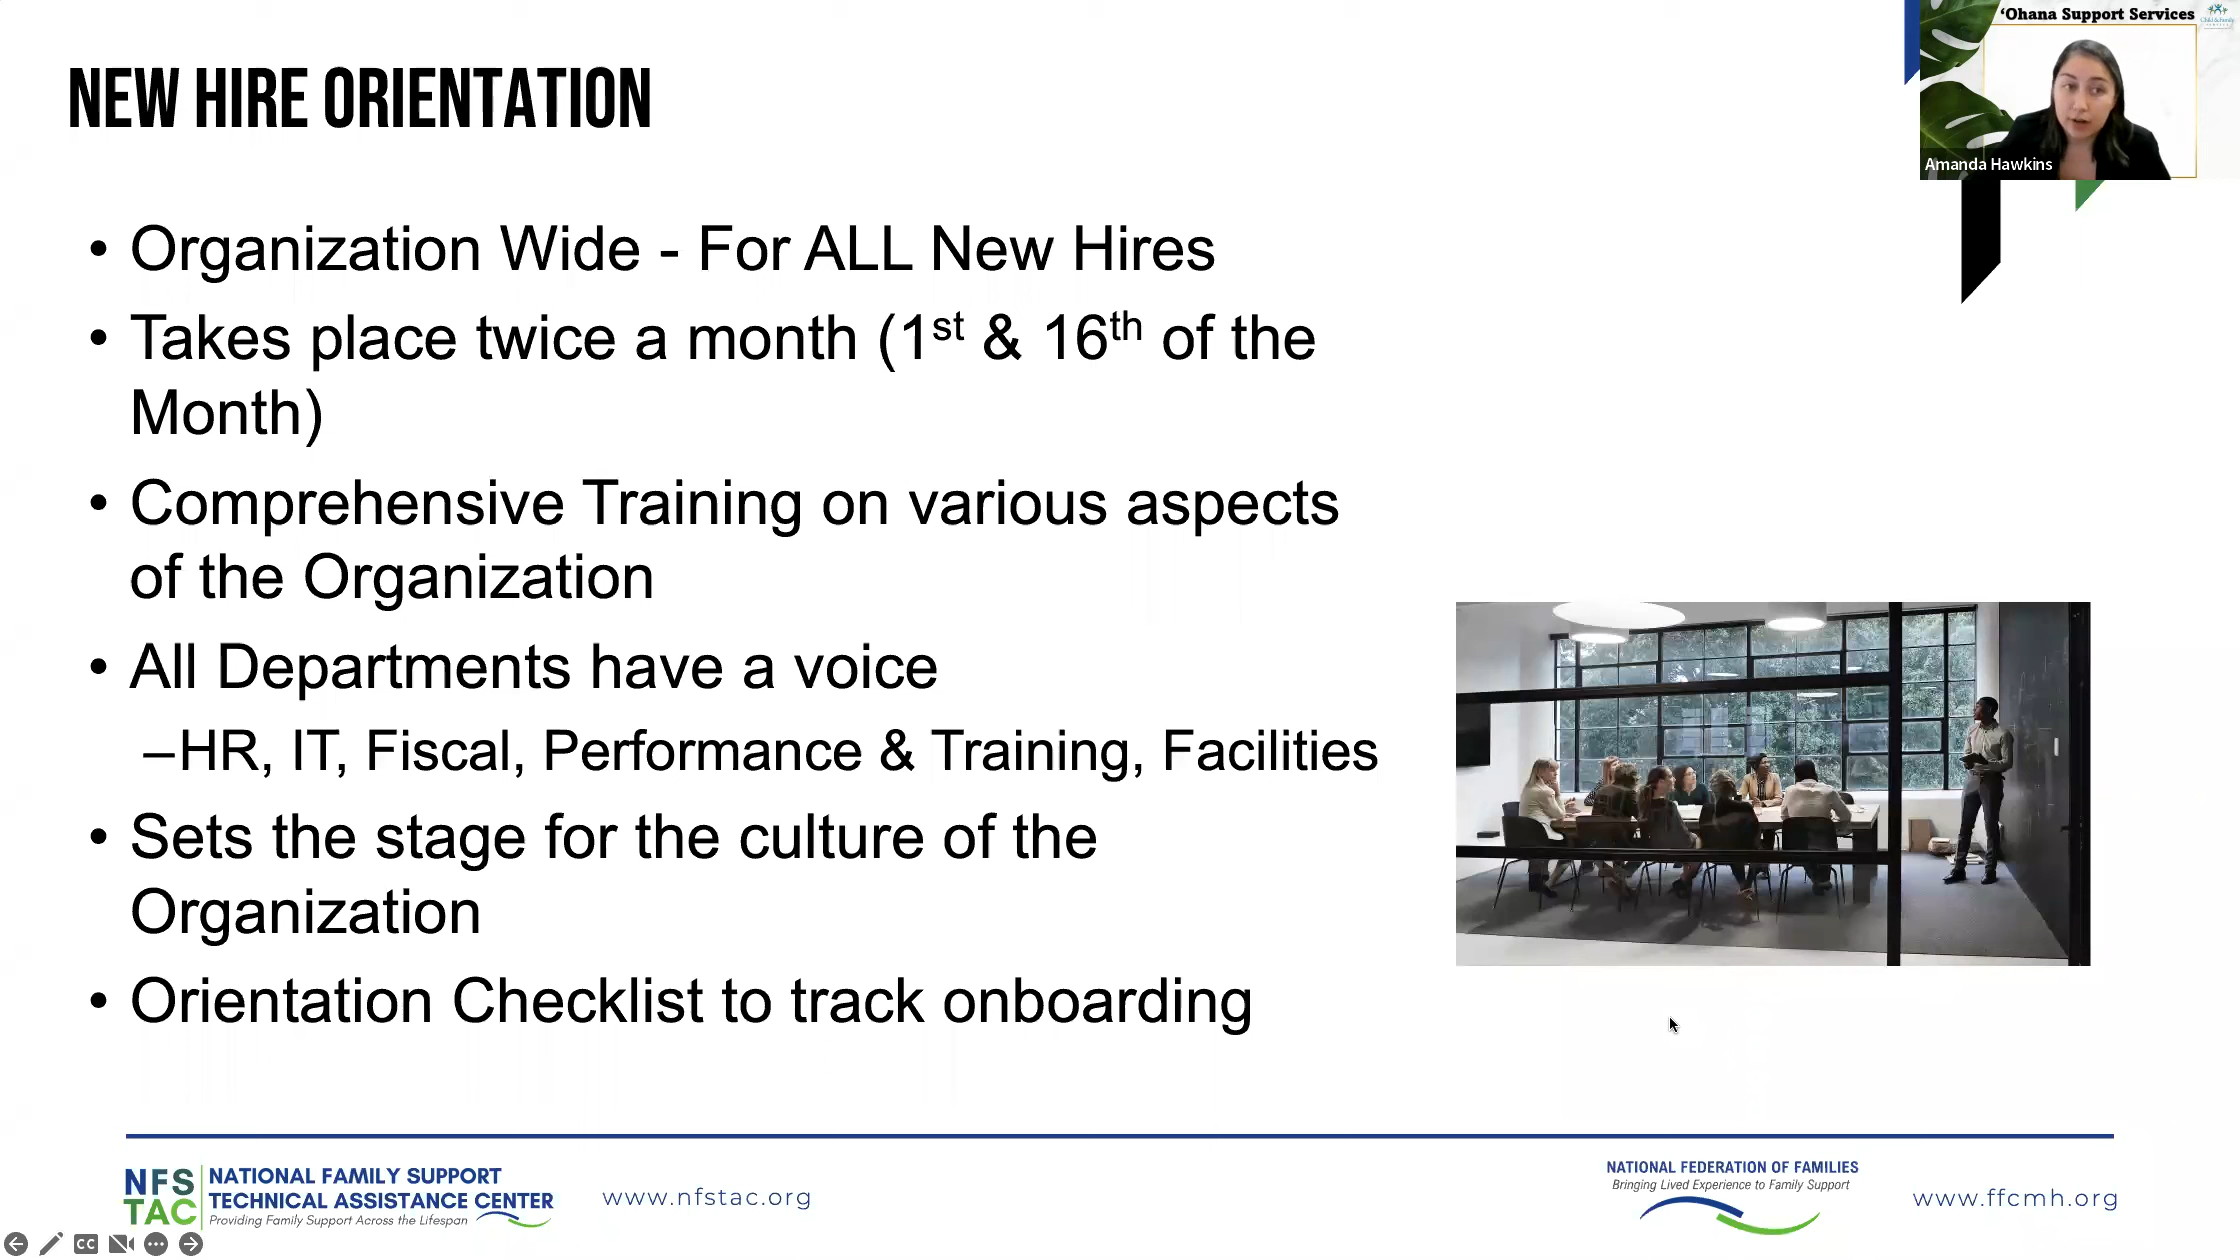 ‘Ohana Support Services
Amanda Hawkins
NEW HIRE ORIENTATION
• Organization Wide - For ALL New Hires
• Takes place twice a month (1st & 16th of the
Month)
• Comprehensive Training on various aspects
of the Organization
• All Departments have a voice
–HR, IT, Fiscal, Performance & Training, Facilities
• Sets the stage for the culture of the
Organization
• Orientation Checklist to track onboarding
NFS
TAC
NATIONAL FAMILY SUPPORT
TECHNICAL ASSISTANCE CENTER
Providing Family Support Across the Lifespan
www.nfstac.org
NATIONAL FEDERATION OF FAMILIES
Bringing Lived Experience to Family Support
www.ffcmh.org
CC